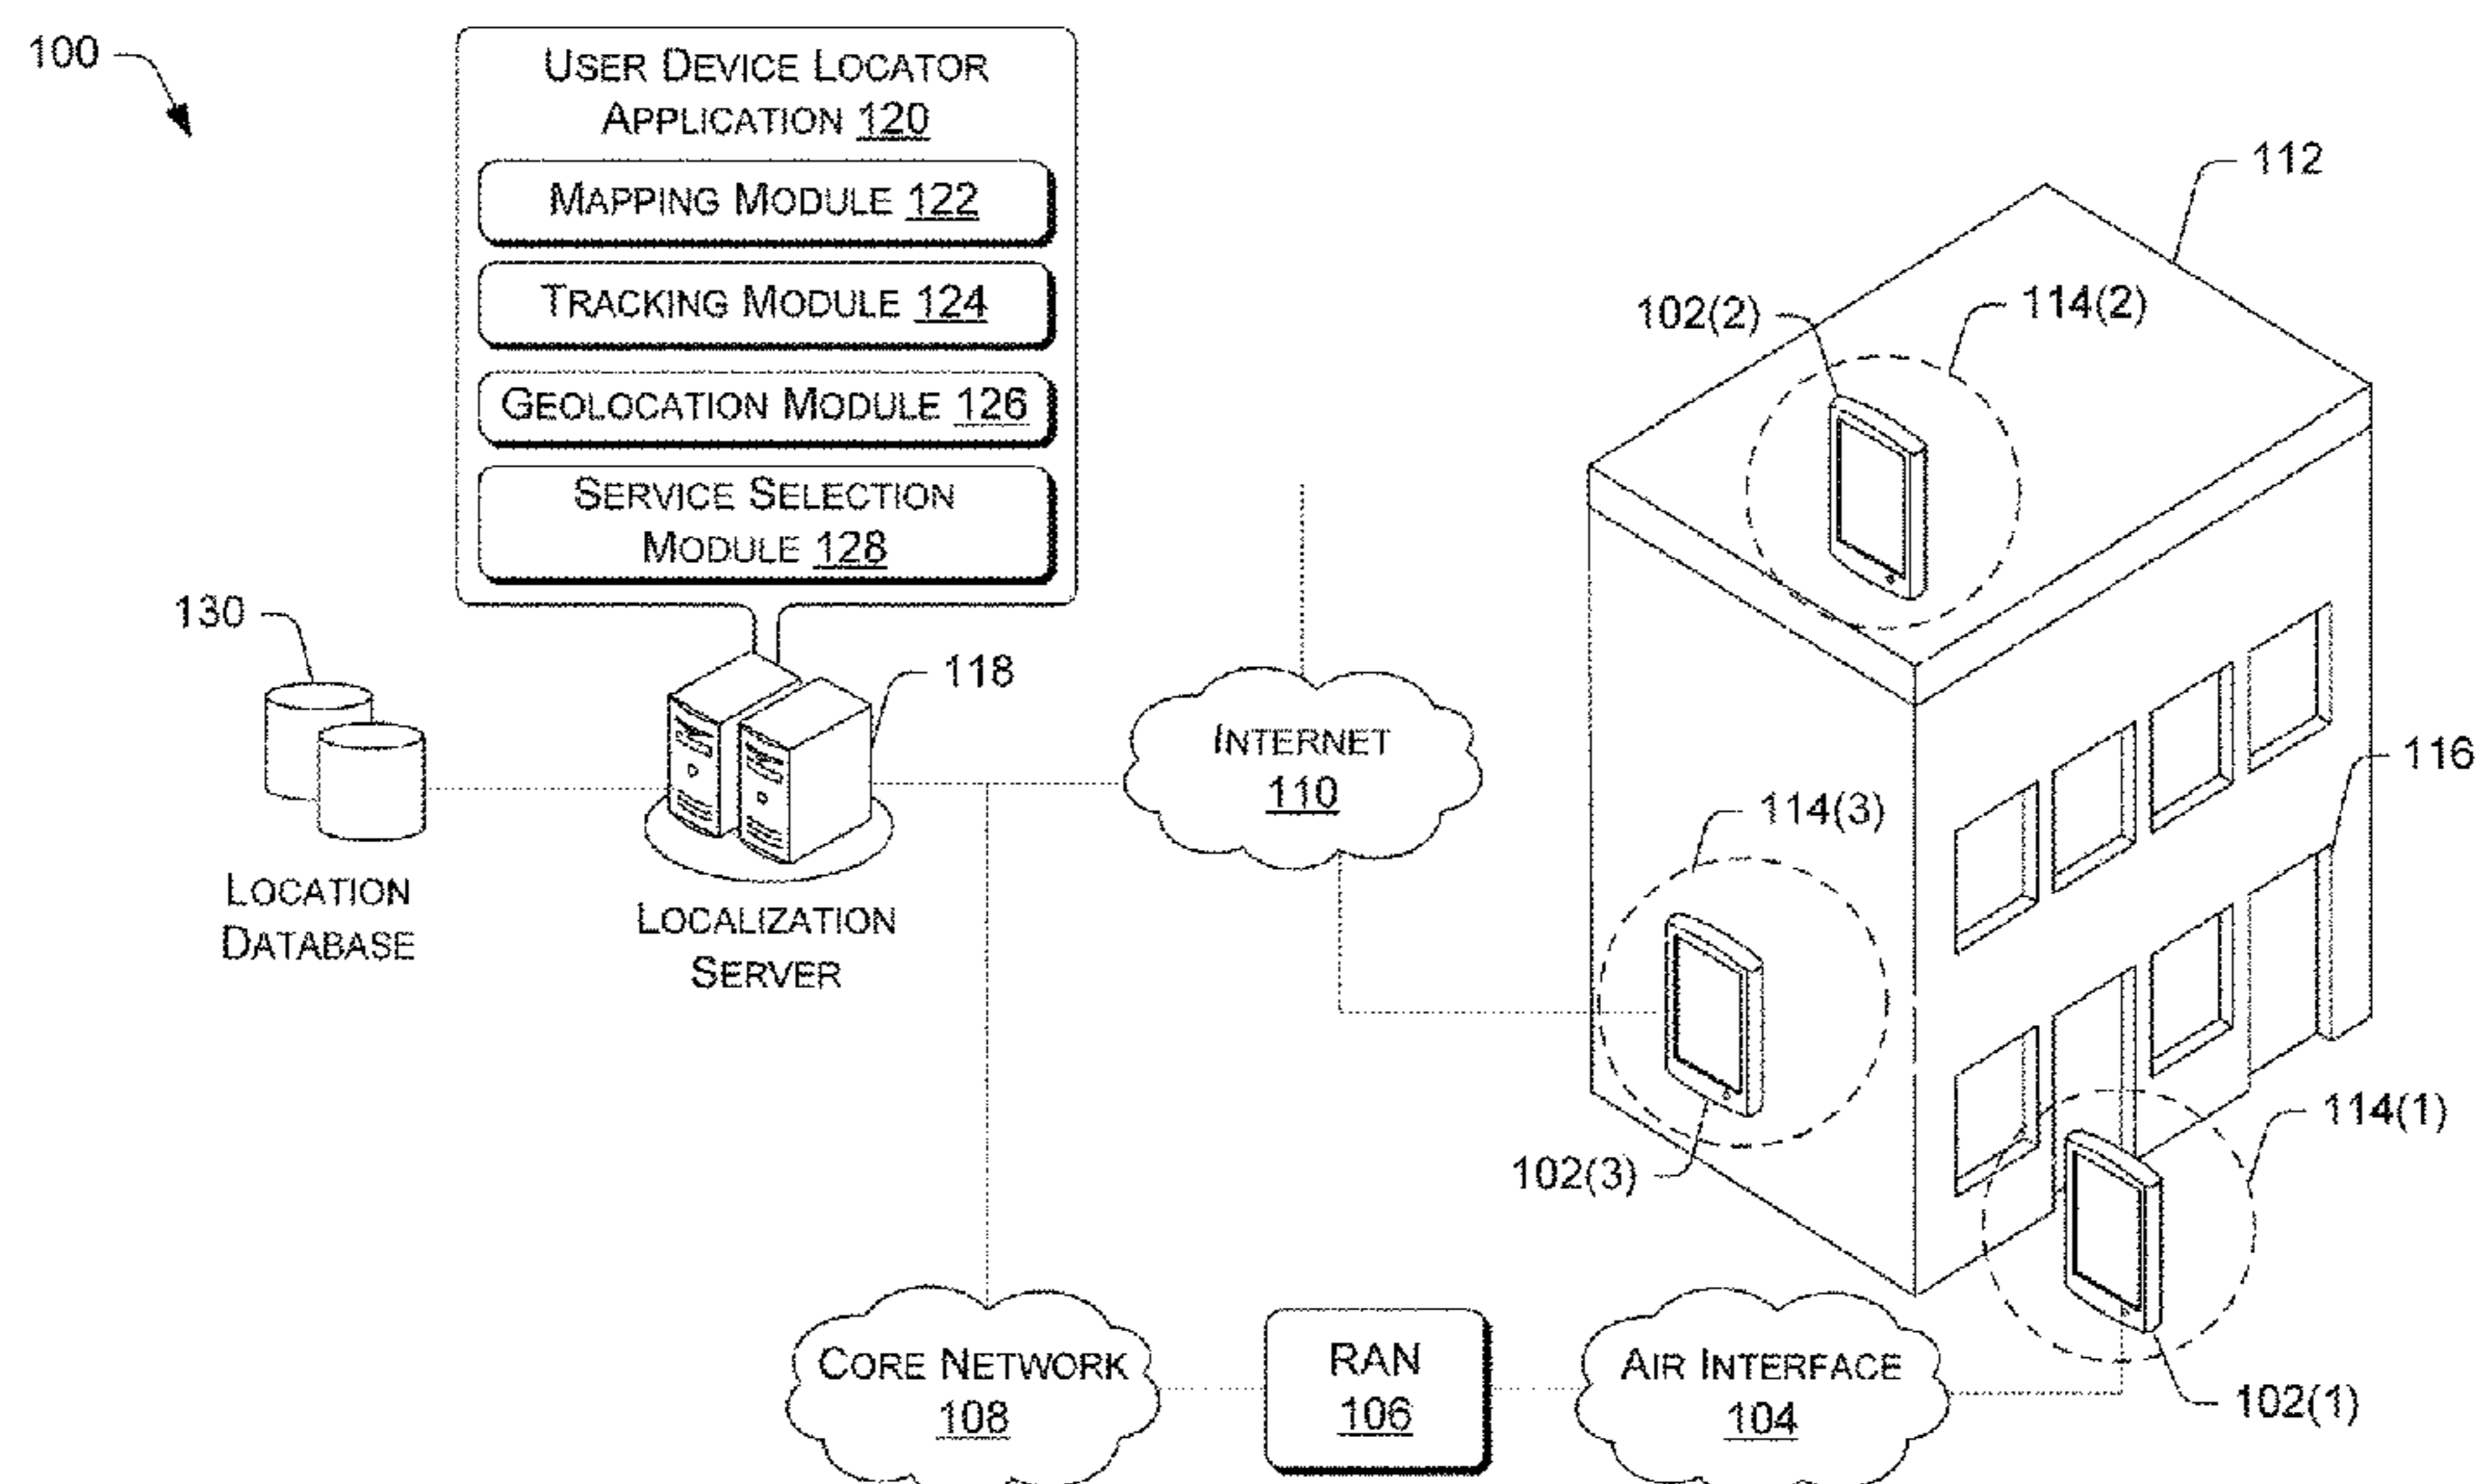 100
USER DEVICE LOCATOR
APPLICATION 120
MAPPING MODULE 122
TRACKING MODULE 124
GEOLOCATION MODULE 126
SERVICE SELECTION
MODULE 128
112
102(2)
114(2)
130
118
INTERNET
110
116
114(3)
LOCATION
DATABASE
LOCALIZATION
SERVER
102(3)
114(1)
CORE NETWORK
108
RAN
106
AIR INTERFACE
104
102(1)